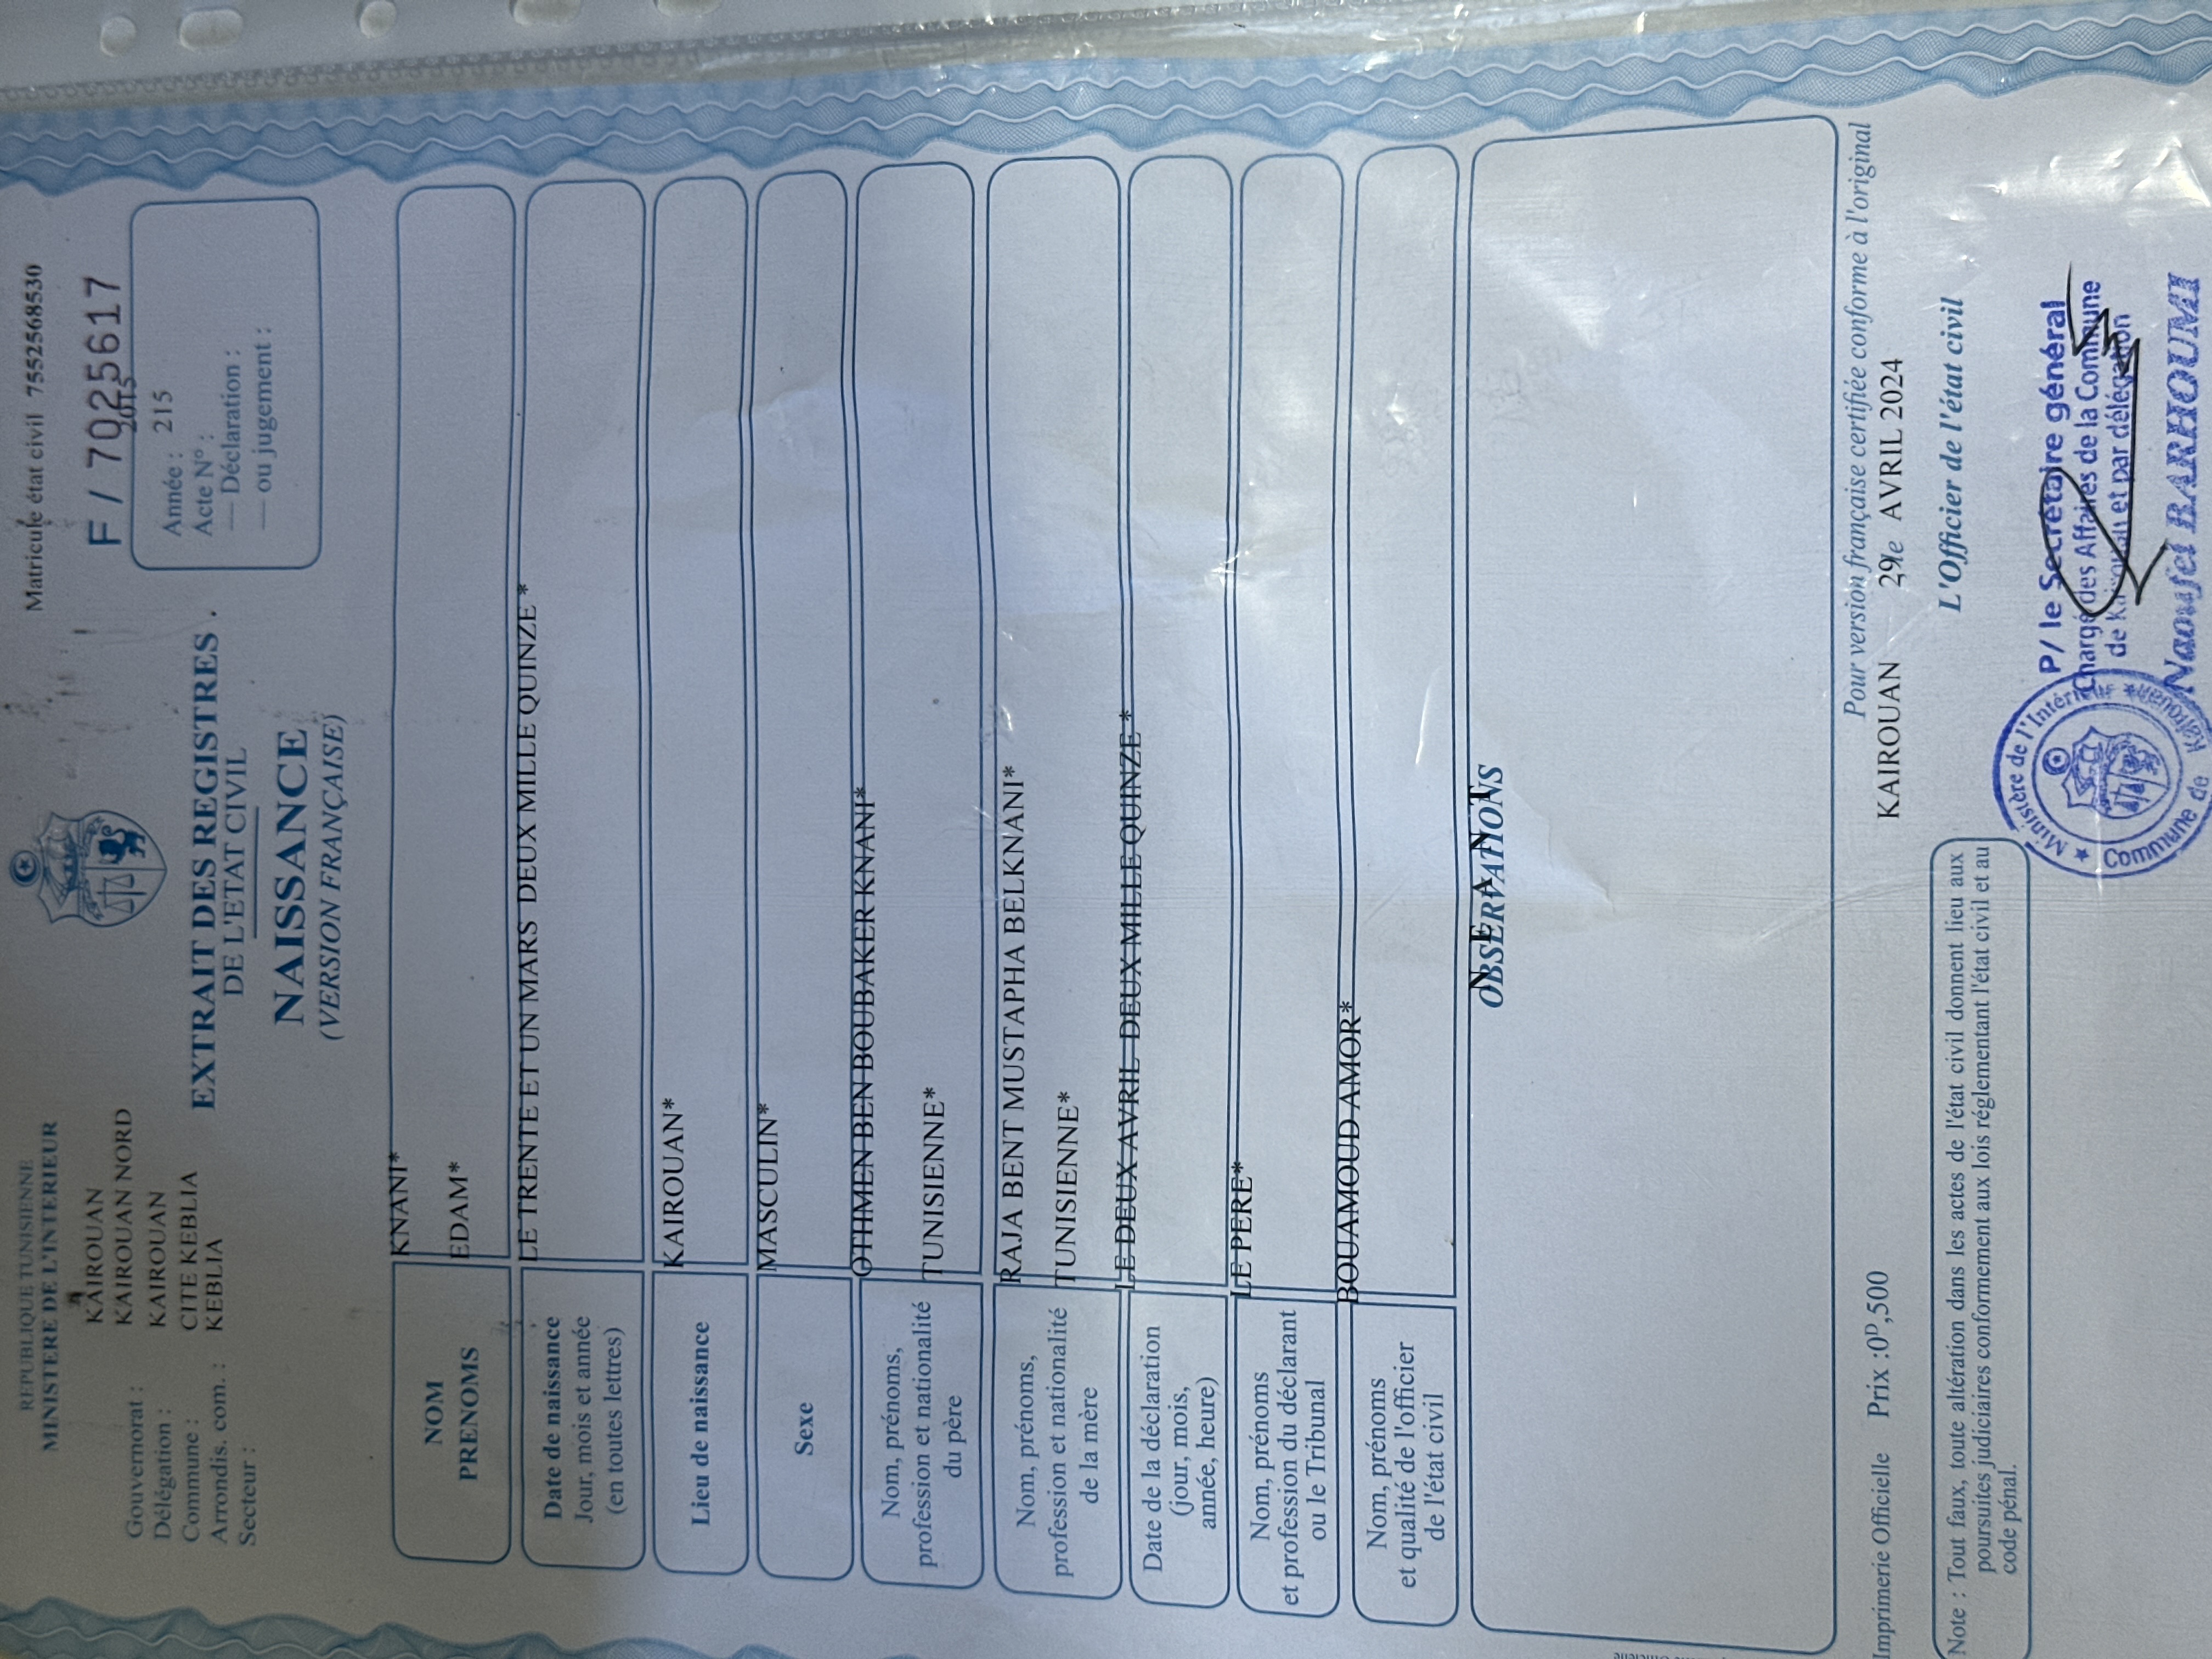 REPUBLIQUE TUNISIENNE
MINISTERE DE L'INTERIEUR
Gouvernorat : KAIROUAN
Délégation : KAIROUAN NORD
Commune : KAIROUAN
Arrondis. com. : CITE KEBLIA
Secteur : KEBLIA
Matricule état civil 7552568530
F / 7025617
2015
Année : 215
Acte N° :
— Déclaration :
— ou jugement :
EXTRAIT DES REGISTRES .
DE L'ETAT CIVIL
NAISSANCE
(VERSION FRANÇAISE)
NOM KNANI*
PRENOMS EDAM*
Date de naissance LE TRENTE ET UN MARS DEUX MILLE QUINZE *
Jour, mois et année
(en toutes lettres)
Lieu de naissance KAIROUAN*
Sexe MASCULIN*
Nom, prénoms, OTHMEN BEN BOUBAKER KNANI*
profession et nationalité TUNISIENNE*
du père
Nom, prénoms, RAJA BENT MUSTAPHA BELKNANI*
profession et nationalité TUNISIENNE*
de la mère
Date de la déclaration LE DEUX AVRIL DEUX MILLE QUINZE *
(jour, mois,
année, heure)
Nom, prénoms LE PERE*
et profession du déclarant
ou le Tribunal
Nom, prénoms BOUAMOUD AMOR*
et qualité de l'officier
de l'état civil
OBSERVATIONS
N E A N T
Pour version française certifiée conforme à l'original
Imprimerie Officielle Prix :0ᴰ,500
KAIROUAN 29 le AVRIL 2024
L'Officier de l'état civil
Note : Tout faux, toute altération dans les actes de l'état civil donnent lieu aux
poursuites judiciaires conformement aux lois réglementant l'état civil et au
code pénal.
P/ le Secrétaire général
Chargé des Affaires de la Commune
de Kairouan et par délégation
Naoufel BARHOUMI
Ministère de l'Intérieur
Commune de Kairouan